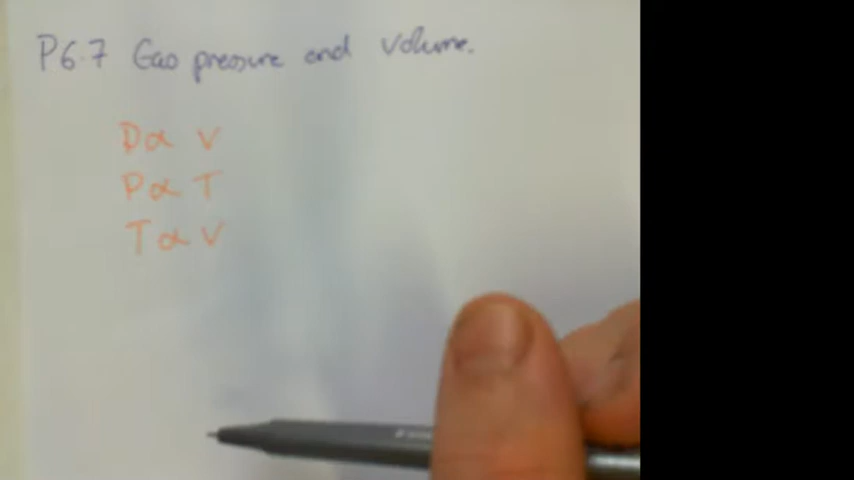 P6.7 Gas pressure and volume.
P ∝ V
P ∝ T
T ∝ V